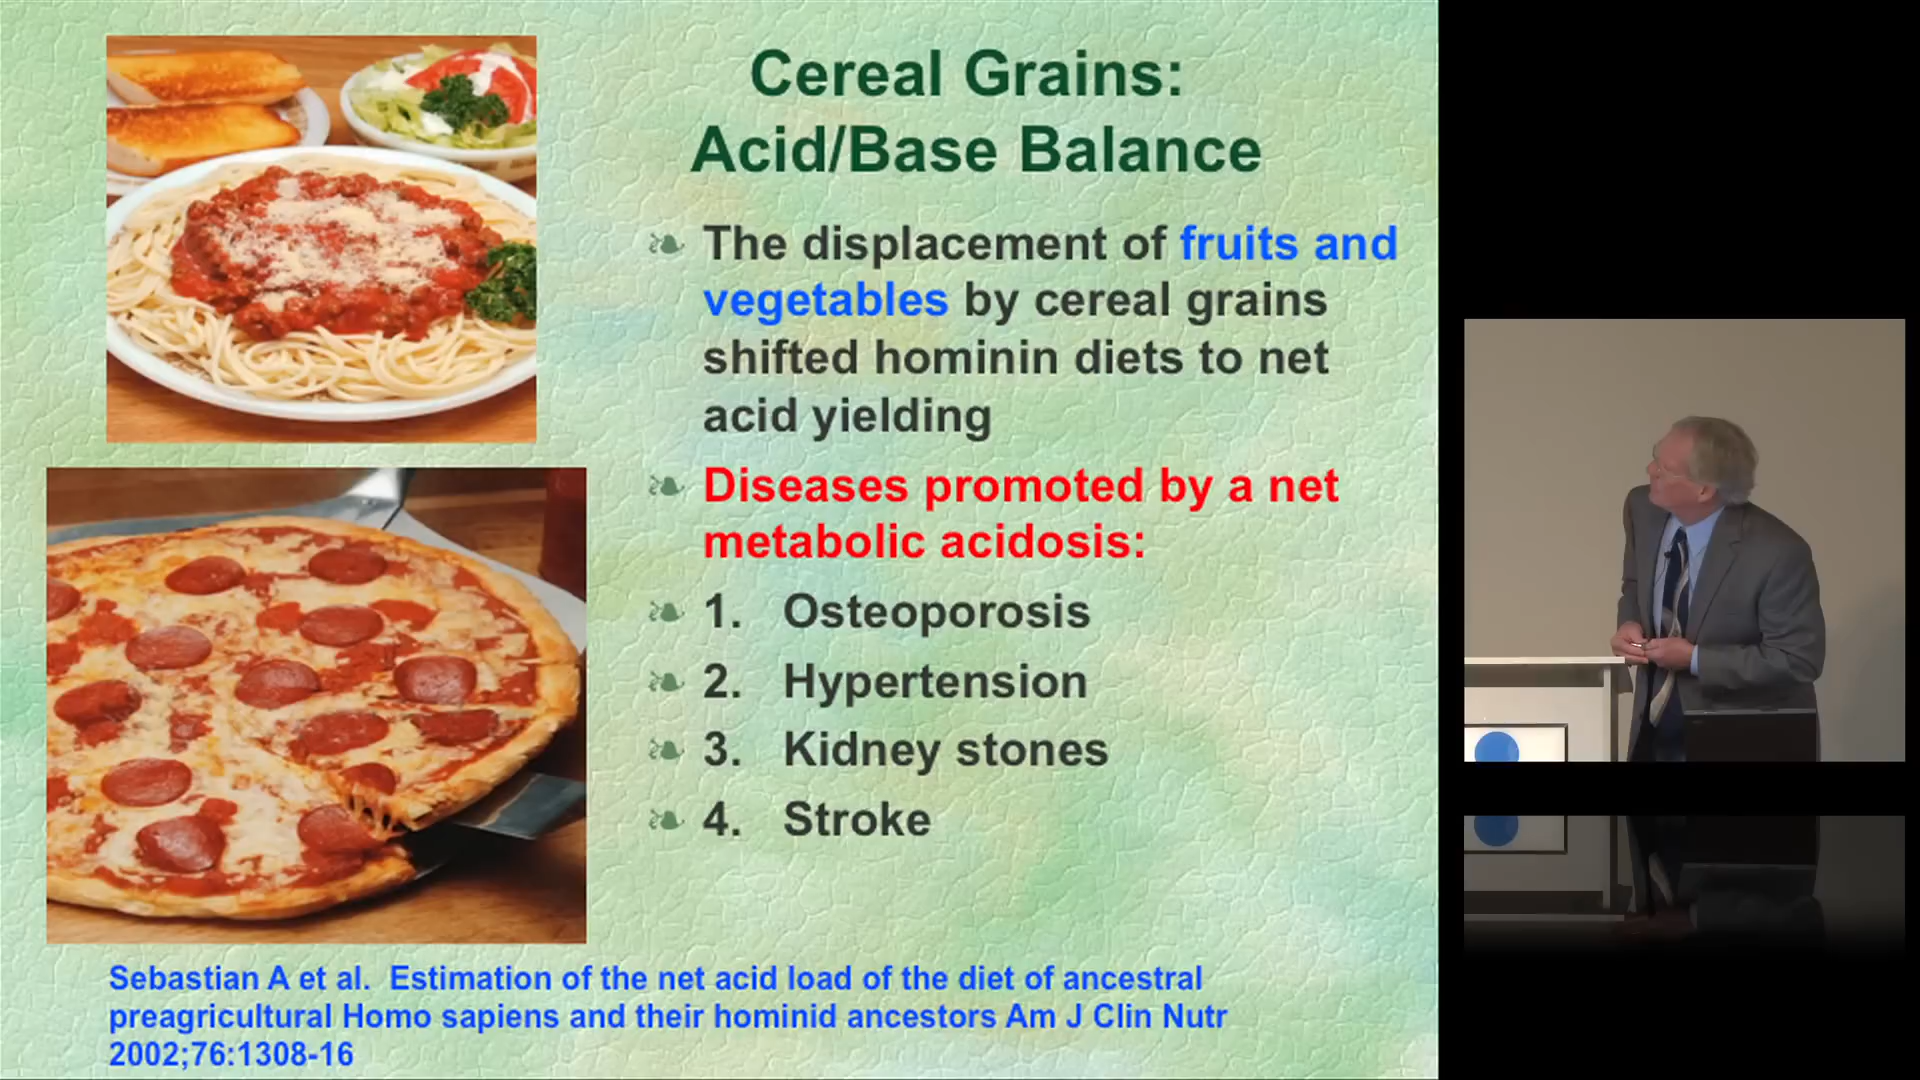 Cereal Grains:
Acid/Base Balance
The displacement of fruits and
vegetables by cereal grains
shifted hominin diets to net
acid yielding
Diseases promoted by a net
metabolic acidosis:
1. Osteoporosis
2. Hypertension
3. Kidney stones
4. Stroke
Sebastian A et al. Estimation of the net acid load of the diet of ancestral
preagricultural Homo sapiens and their hominid ancestors Am J Clin Nutr
2002;76:1308-16